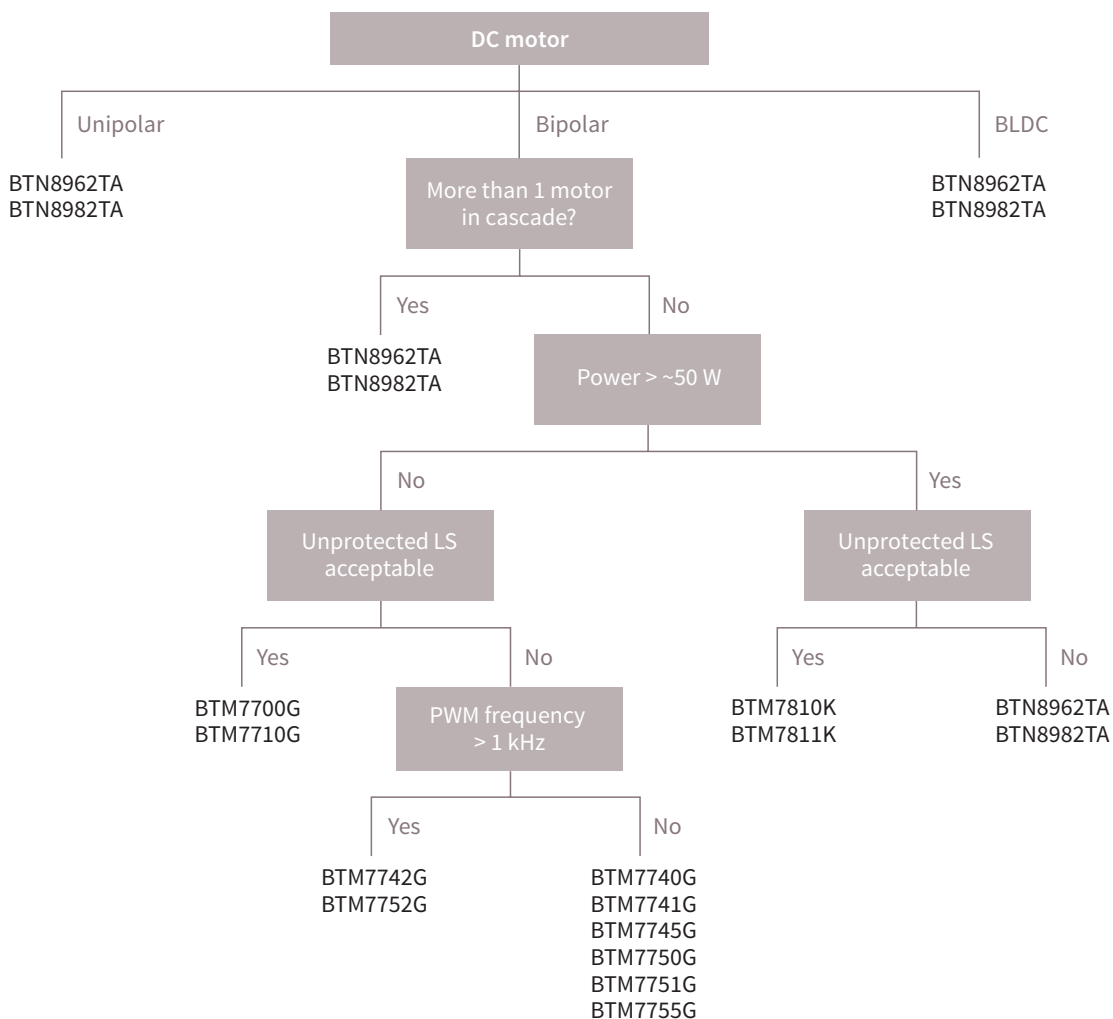 DC motor
Unipolar
Bipolar
BLDC
BTN8962TA
BTN8982TA
More than 1 motor
in cascade?
BTN8962TA
BTN8982TA
Yes
No
BTN8962TA
BTN8982TA
Power > ~50 W
No
Yes
Unprotected LS
acceptable
Unprotected LS
acceptable
Yes
No
Yes
No
BTM7700G
BTM7710G
PWM frequency
> 1 kHz
BTM7810K
BTM7811K
BTN8962TA
BTN8982TA
Yes
No
BTM7742G
BTM7752G
BTM7740G
BTM7741G
BTM7745G
BTM7750G
BTM7751G
BTM7755G